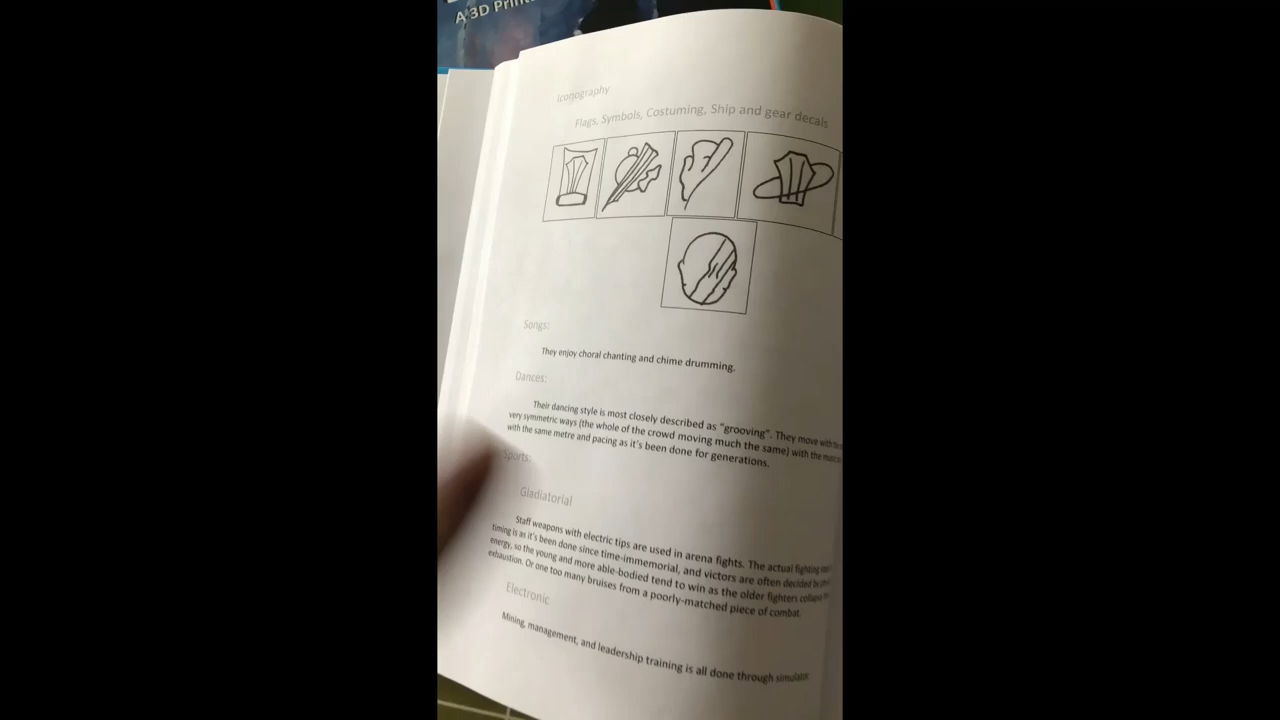 A 3D Print
Iconography
Flags, Symbols, Costuming, Ship and gear decals
Songs:
They enjoy choral chanting and chime drumming.
Dances:
Their dancing style is most closely described as "grooving". They move with
very symmetric ways (the whole of the crowd moving much the same) with the
with the same metre and pacing as it's been done for generations.
Sports:
Gladiatorial
Staff weapons with electric tips are used in arena fights. The actual fighting
timing is as it's been done since time-immemorial, and victors are often decided by
energy, so the young and more able-bodied tend to win as the older fighters collapse
exhaustion. Or one too many bruises from a poorly-matched piece of combat.
Electronic
Mining, management, and leadership training is all done through